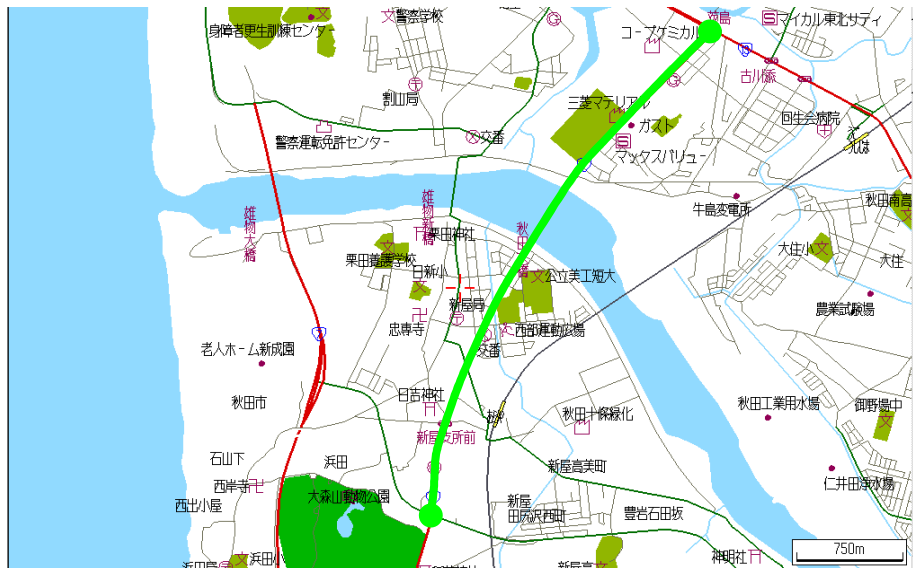 警察学校
身障者更生訓練センター
コープケミカル
茨島
マイカル東北サティ
古川添
割山局
三菱マテリアル
ガスト
回生会病院
交番
警察運転免許センター
マックスバリュー
牛島変電所
秋田南高
雄物大橋
雄物新橋
栗田神社
栗田養護学校
日新小
公立美工短大
大住小
大住
新屋局
忠専寺
西部運動広場
農業試験場
交番
老人ホーム新成園
秋田市
日吉神社
秋田十條緑化
秋田工業用水場
御野場中
新屋支所前
石山下
浜田
新屋高美町
西岸寺
大森山動物公園
仁井田浄水場
西出小屋
新屋
田尻沢西町
豊岩石田坂
神明社
浜田局
浜田小
750m